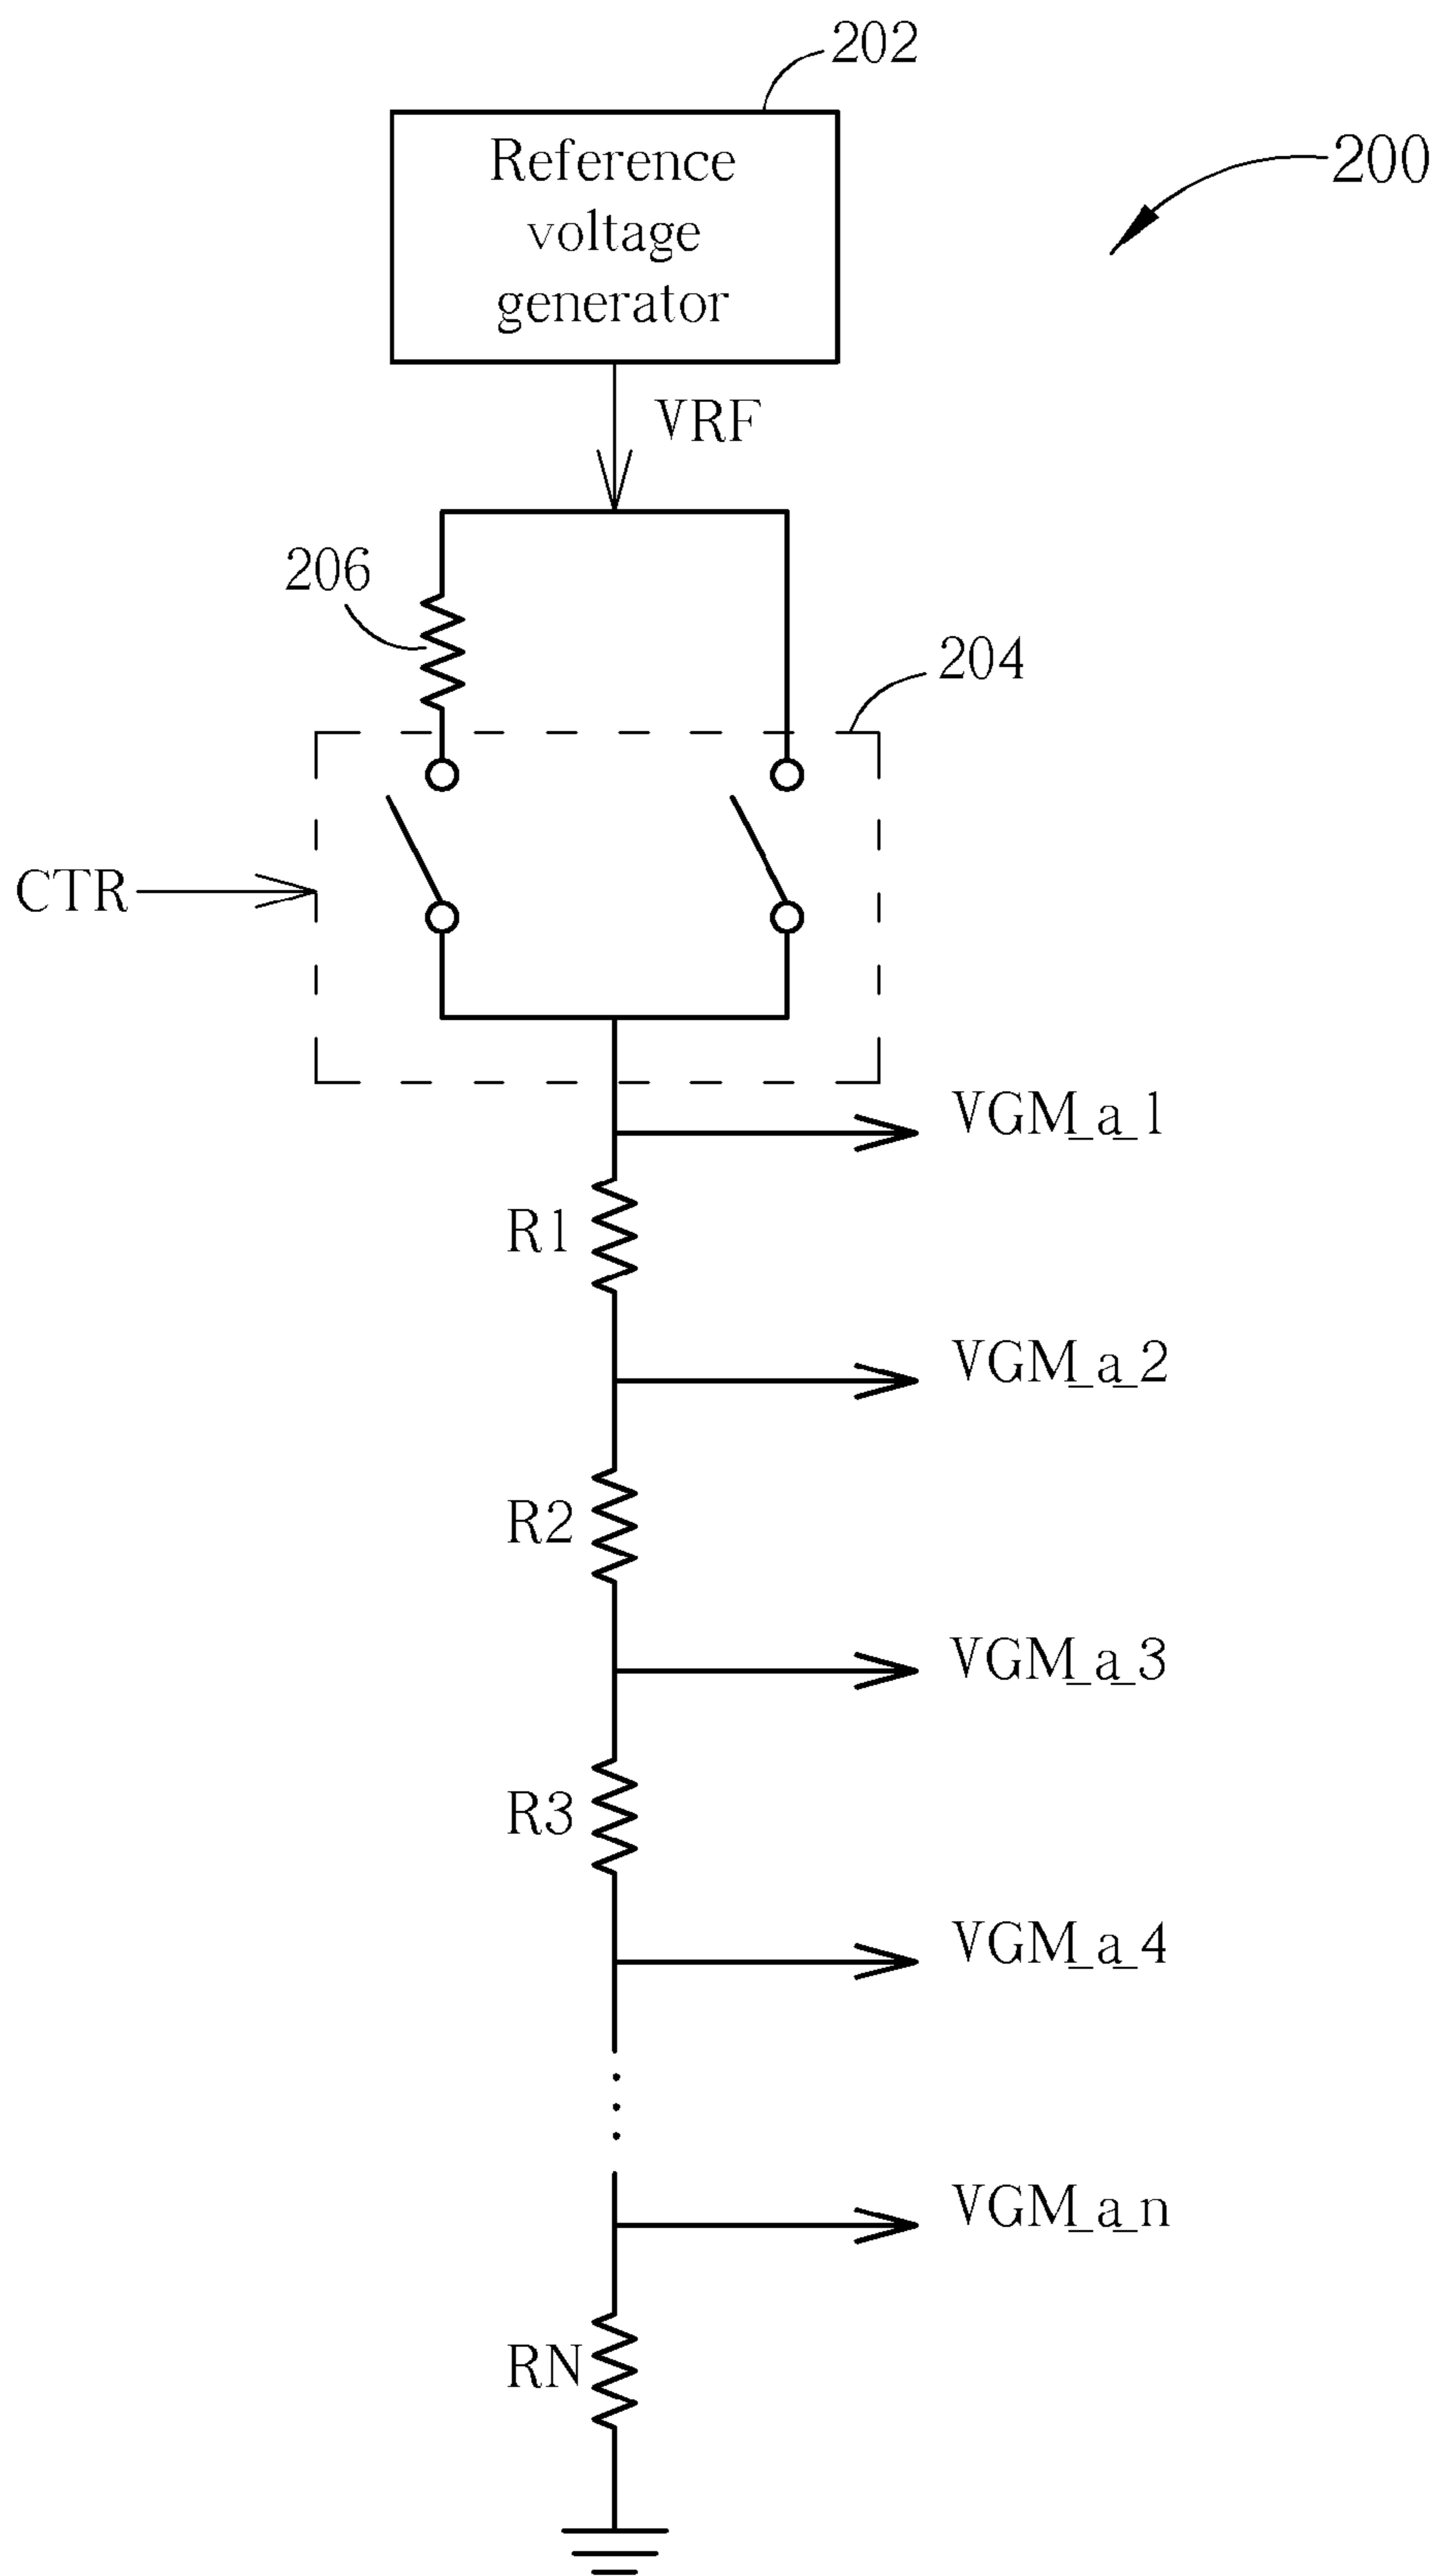 202
200
Reference
voltage
generator
VRF
206
204
CTR
VGM_a_1
R1
VGM_a_2
R2
VGM_a_3
R3
VGM_a_4
VGM_a_n
RN